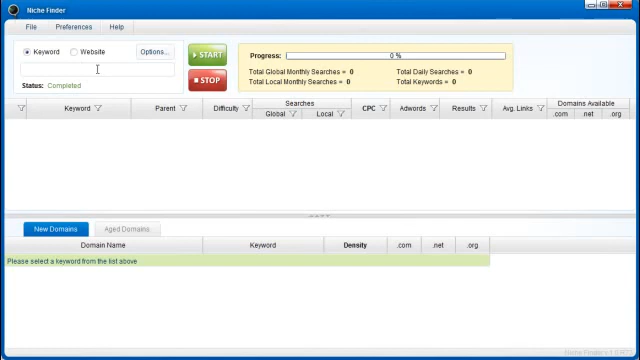 Niche Finder
File Preferences Help
Keyword Website Options...
START
STOP
Status: Completed
Progress: 0 %
Total Global Monthly Searches = 0 Total Daily Searches = 0
Total Local Monthly Searches = 0 Total Keywords = 0
Keyword Parent Difficulty Searches Global Local CPC Adwords Results Avg. Links Domains Available .com .net .org
New Domains Aged Domains
Domain Name Keyword Density .com .net .org
Please select a keyword from the list above